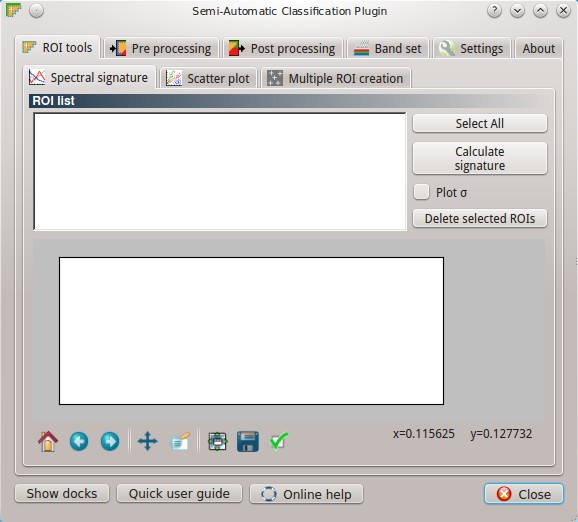 Semi-Automatic Classification Plugin
ROI tools Pre processing Post processing Band set Settings About
Spectral signature Scatter plot Multiple ROI creation
ROI list
Select All
Calculate
signature
Plot σ
Delete selected ROIs
x=0.115625 y=0.127732
Show docks Quick user guide Online help Close